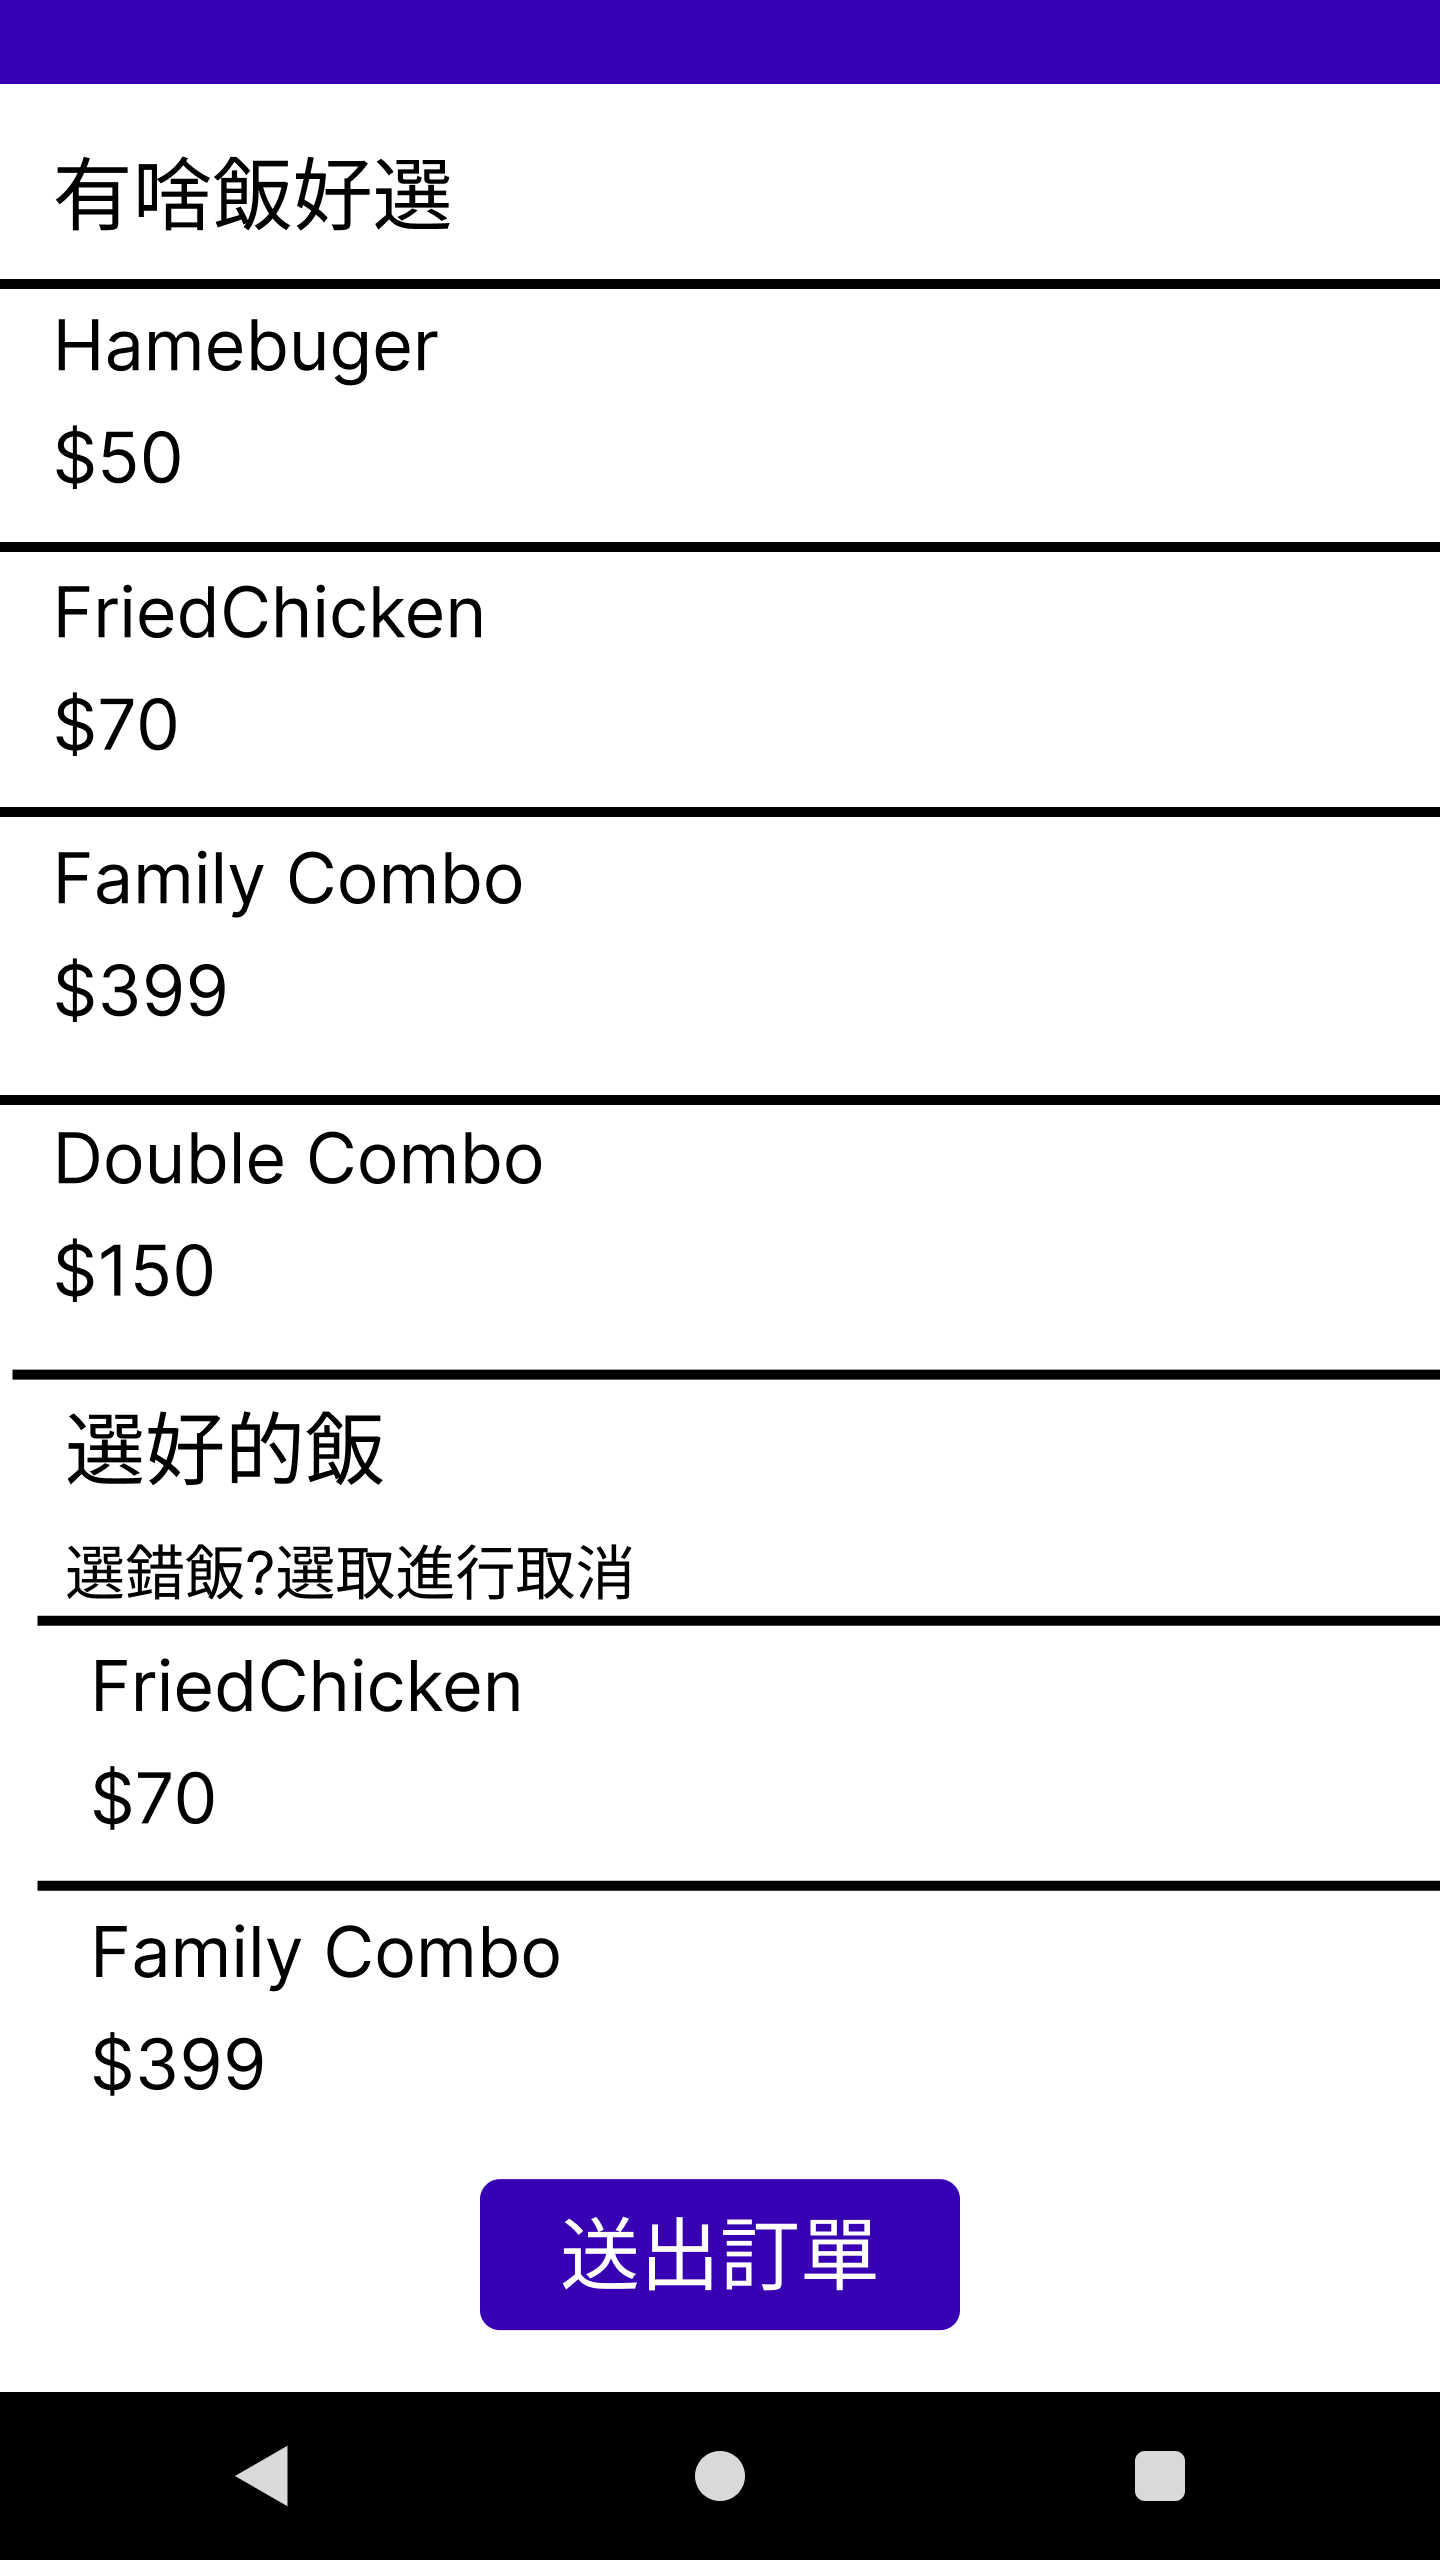 有啥飯好選
Hamebuger
$50
FriedChicken
$70
Family Combo
$399
Double Combo
$150
選好的飯
選錯飯?選取進行取消
FriedChicken
$70
Family Combo
$399
送出訂單